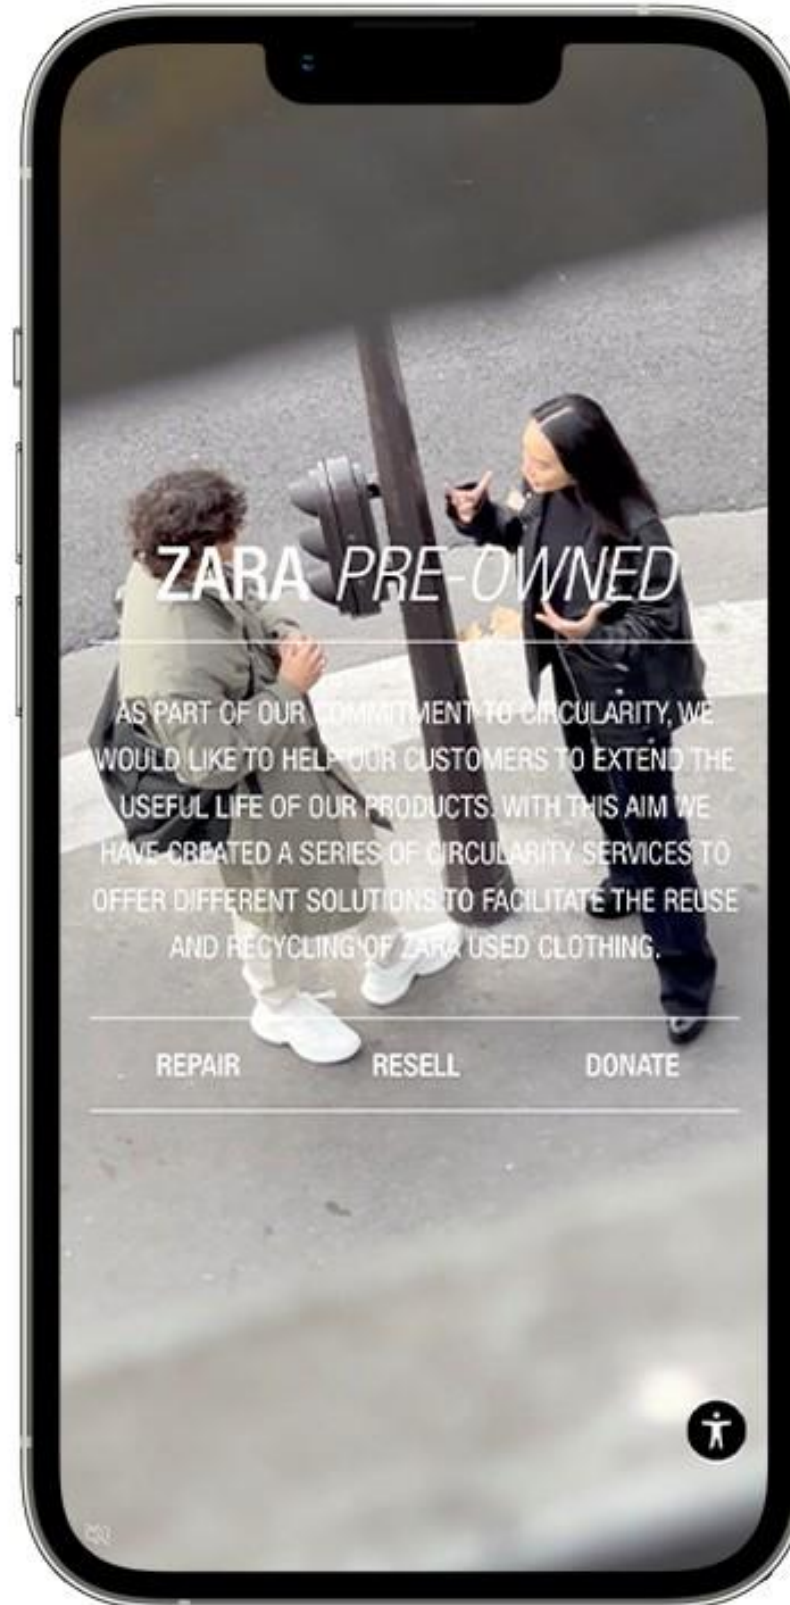 ZARA PRE-OWNED
AS PART OF OUR COMMITMENT TO CIRCULARITY, WE
WOULD LIKE TO HELP OUR CUSTOMERS TO EXTEND THE
USEFUL LIFE OF OUR PRODUCTS. WITH THIS AIM WE
HAVE CREATED A SERIES OF CIRCULARITY SERVICES TO
OFFER DIFFERENT SOLUTIONS TO FACILITATE THE REUSE
AND RECYCLING OF ZARA USED CLOTHING.
REPAIR RESELL DONATE